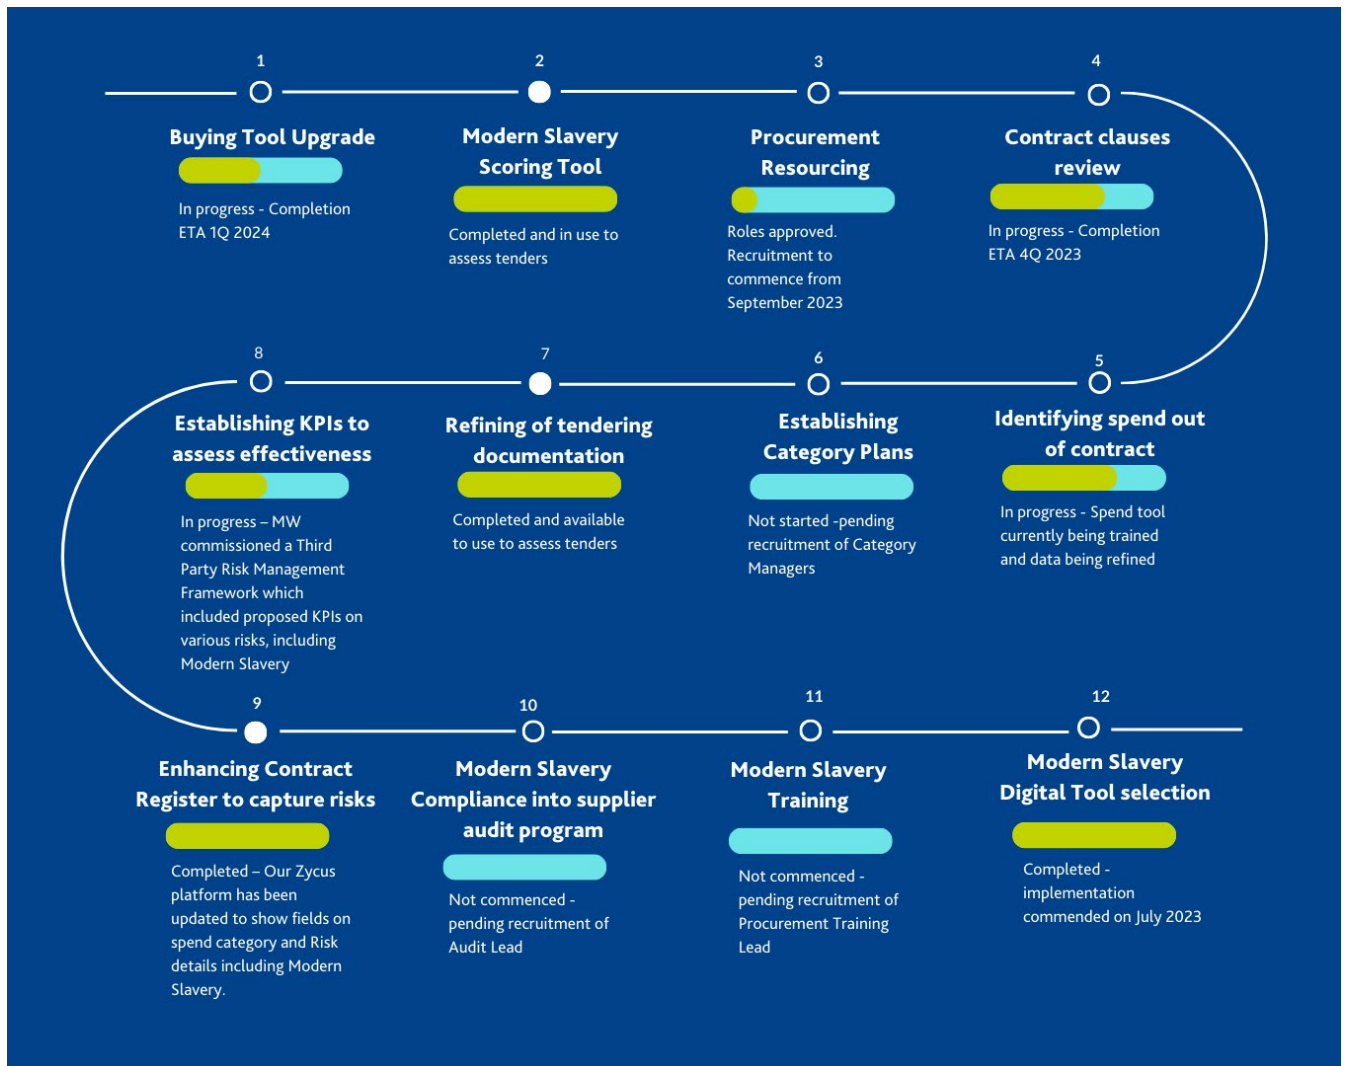 1
Buying Tool Upgrade
In progress - Completion
ETA 1Q 2024
2
Modern Slavery
Scoring Tool
Completed and in use to
assess tenders
3
Procurement
Resourcing
Roles approved.
Recruitment to
commence from
September 2023
4
Contract clauses
review
In progress - Completion
ETA 4Q 2023
5
Identifying spend out
of contract
In progress - Spend tool
currently being trained
and data being refined
6
Establishing
Category Plans
Not started -pending
recruitment of Category
Managers
7
Refining of tendering
documentation
Completed and available
to use to assess tenders
8
Establishing KPIs to
assess effectiveness
In progress – MW
commissioned a Third
Party Risk Management
Framework which
included proposed KPIs on
various risks, including
Modern Slavery
9
Enhancing Contract
Register to capture risks
Completed – Our Zycus
platform has been
updated to show fields on
spend category and Risk
details including Modern
Slavery.
10
Modern Slavery
Compliance into supplier
audit program
Not commenced -
pending recruitment of
Audit Lead
11
Modern Slavery
Training
Not commenced -
pending recruitment of
Procurement Training
Lead
12
Modern Slavery
Digital Tool selection
Completed -
implementation
commended on July 2023